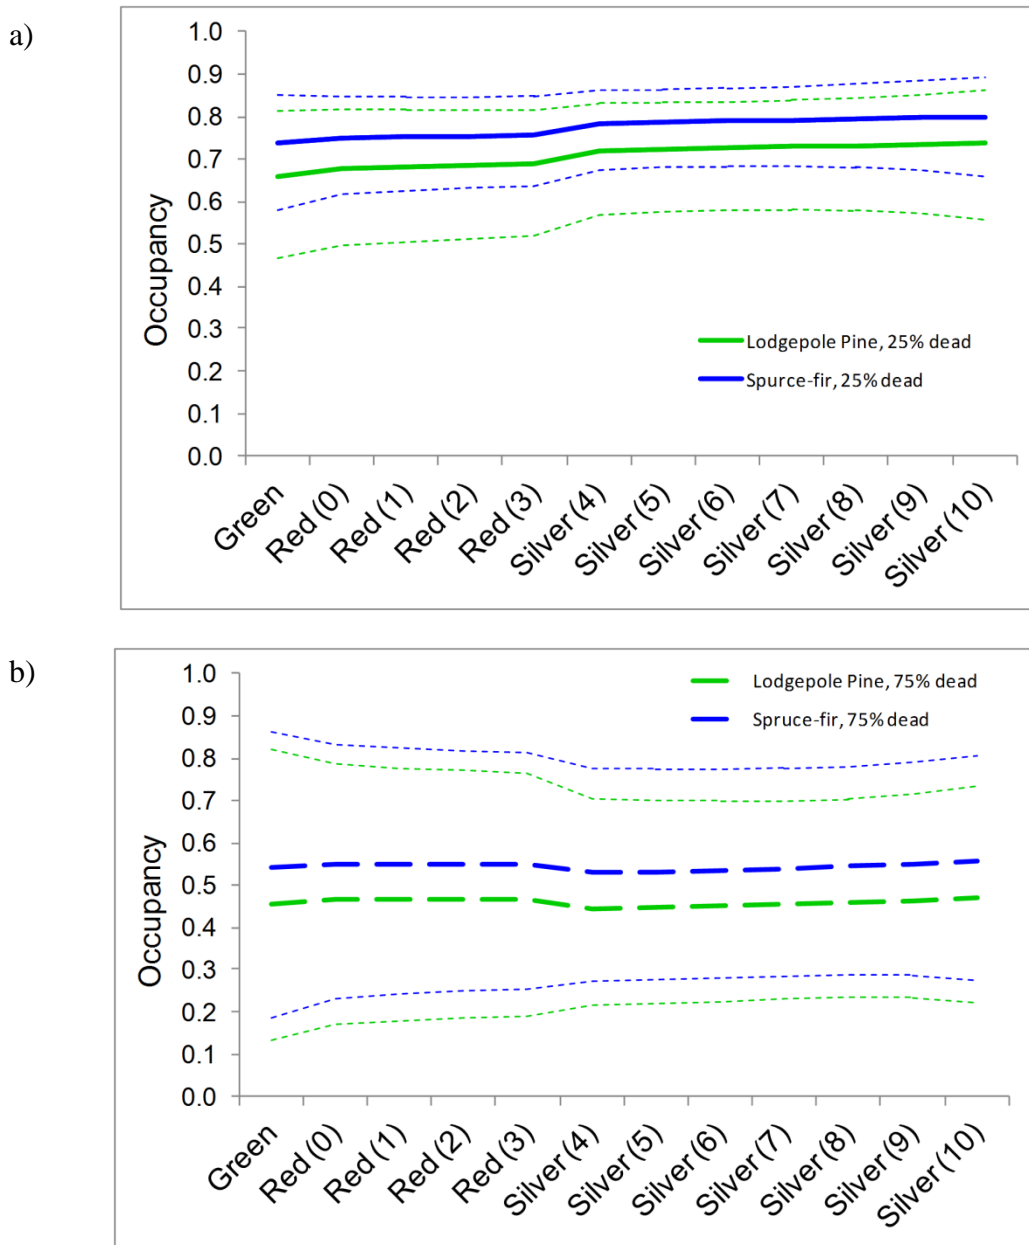 a)
1.0
0.9
0.8
0.7
0.6
0.5
0.4
0.3
0.2
0.1
0.0
Occupancy
Lodgepole Pine, 25% dead
Spurce-fir, 25% dead
Green
Red (0)
Red (1)
Red (2)
Red (3)
Silver (4)
Silver (5)
Silver (6)
Silver (7)
Silver (8)
Silver (9)
Silver (10)
b)
1.0
0.9
0.8
0.7
0.6
0.5
0.4
0.3
0.2
0.1
0.0
Occupancy
Lodgepole Pine, 75% dead
Spruce-fir, 75% dead
Green
Red (0)
Red (1)
Red (2)
Red (3)
Silver (4)
Silver (5)
Silver (6)
Silver (7)
Silver (8)
Silver (9)
Silver (10)